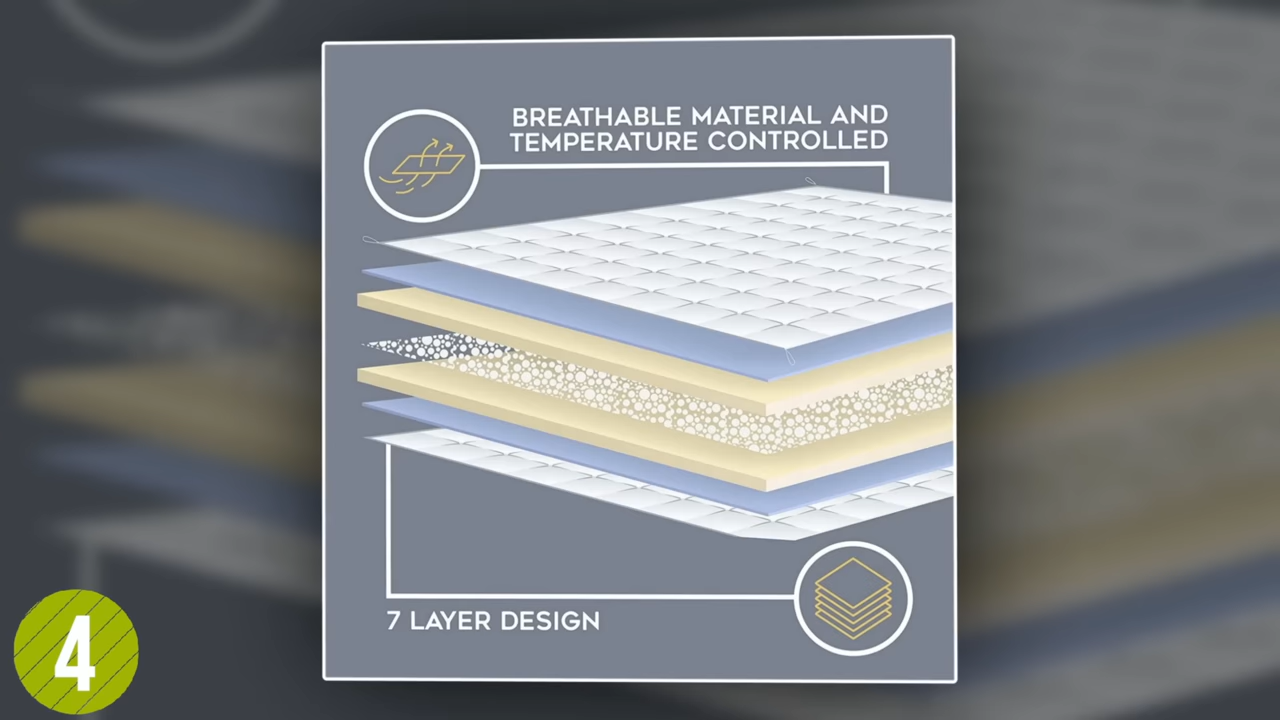 BREATHABLE MATERIAL AND
TEMPERATURE CONTROLLED
7 LAYER DESIGN
4